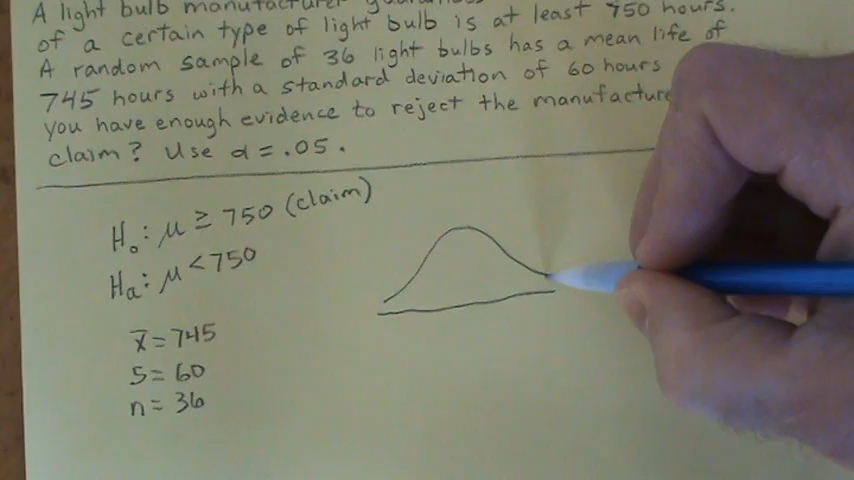 A light bulb manufacturer
of a certain type of light bulb is at least 750 hours.
A random sample of 36 light bulbs has a mean life of
745 hours with a standard deviation of 60 hours
you have enough evidence to reject the manufacture
claim? Use α = .05.
H₀: μ ≥ 750 (claim)
Ha: μ < 750
x̄ = 745
s = 60
n = 36